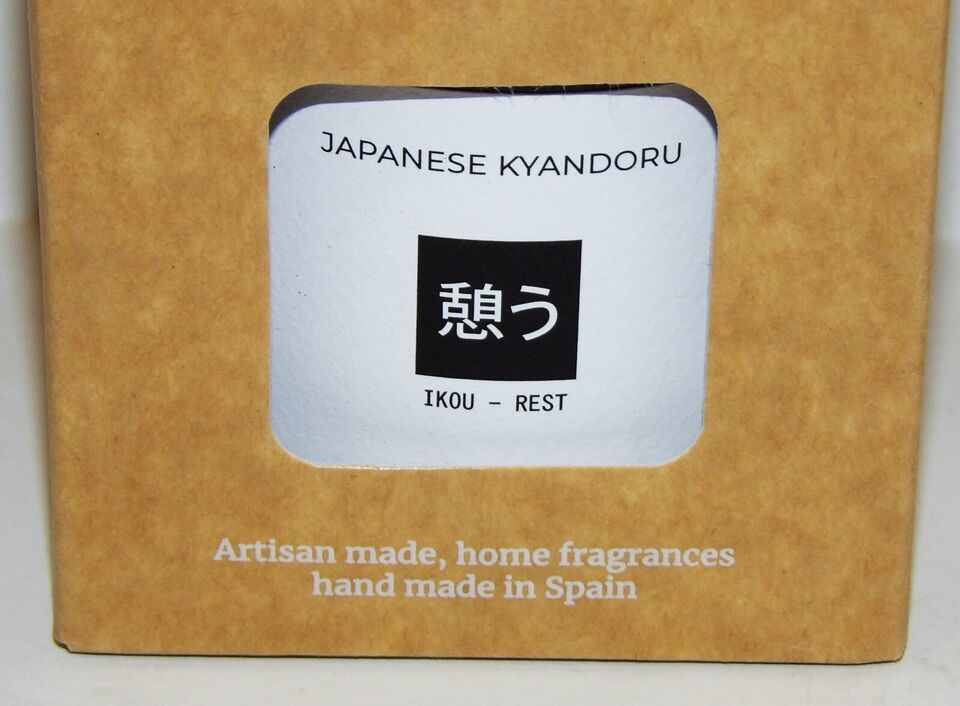 JAPANESE KYANDORU
憩う
IKOU – REST
Artisan made, home fragrances
hand made in Spain